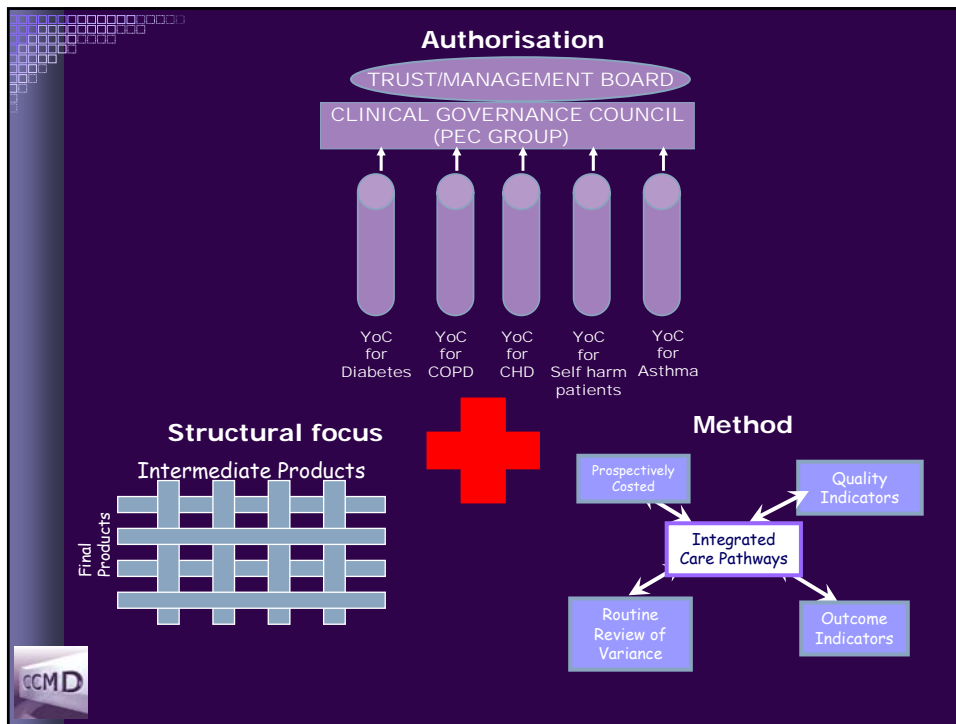 Authorisation
TRUST/MANAGEMENT BOARD
CLINICAL GOVERNANCE COUNCIL
(PEC GROUP)
YoC
for
Diabetes
YoC
for
COPD
YoC
for
CHD
YoC
for
Self harm
patients
YoC
for
Asthma
Structural focus
Intermediate Products
Final
Products
Method
Prospectively
Costed
Quality
Indicators
Integrated
Care Pathways
Routine
Review of
Variance
Outcome
Indicators
CCMD